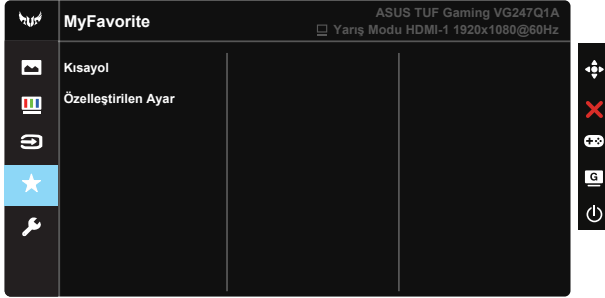 MyFavorite
ASUS TUF Gaming VG247Q1A
Yarış Modu HDMI-1 1920x1080@60Hz
Kısayol
Özelleştirilen Ayar
G